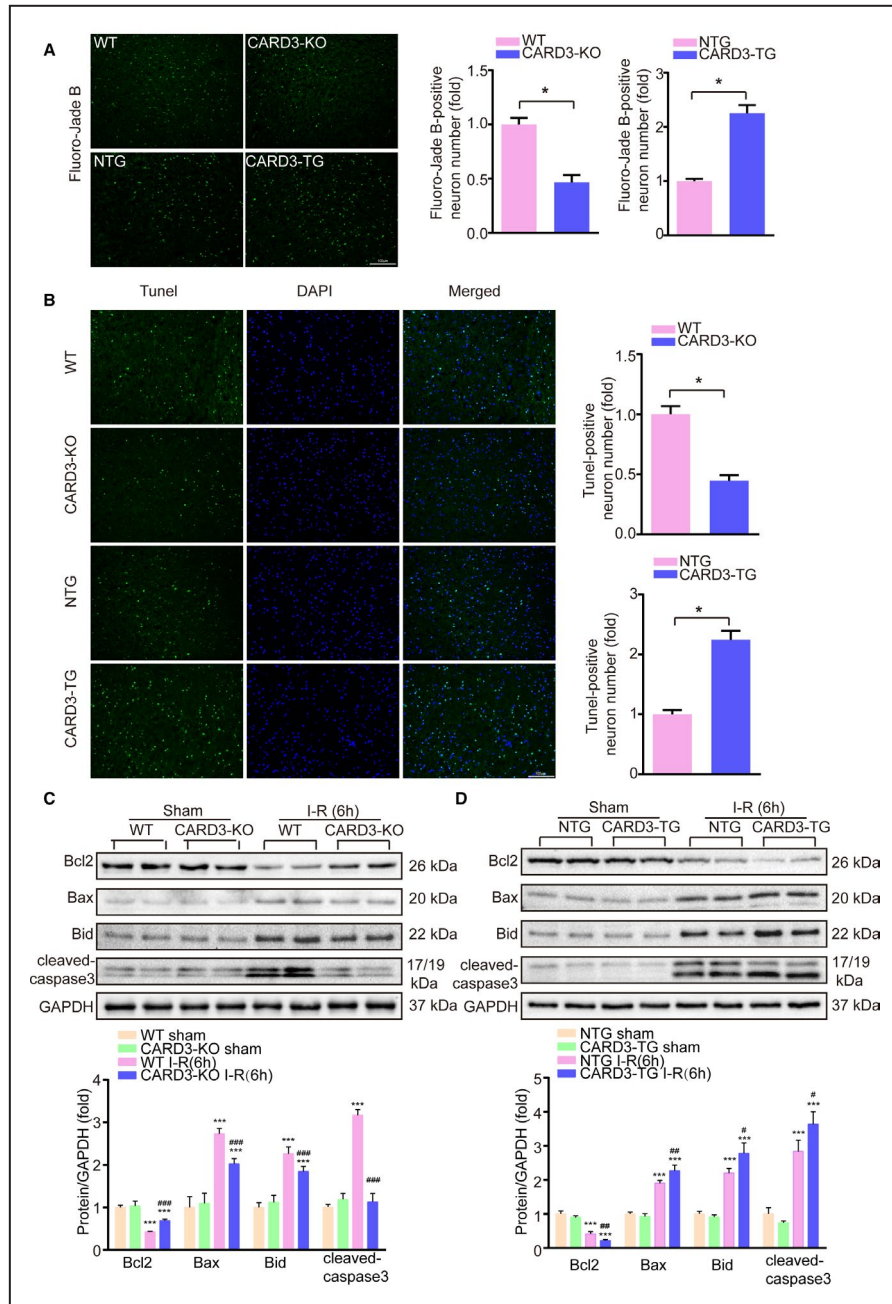 A
Fluoro-Jade B
WT
CARD3-KO
NTG
CARD3-TG
100μm
WT
CARD3-KO
Fluoro-Jade B-positive
neuron number (fold)
1.5
1.0
0.5
0.0
*
NTG
CARD3-TG
Fluoro-Jade B-positive
neuron number (fold)
3
2
1
0
*
B
Tunel
DAPI
Merged
WT
CARD3-KO
NTG
CARD3-TG
WT
CARD3-KO
Tunel-positive
neuron number (fold)
1.5
1.0
0.5
0.0
*
NTG
CARD3-TG
Tunel-positive
neuron number (fold)
3
2
1
0
*
C
Sham
I-R (6h)
WT CARD3-KO WT CARD3-KO
Bcl2 26 kDa
Bax 20 kDa
Bid 22 kDa
cleaved-
caspase3
17/19
kDa
GAPDH 37 kDa
WT sham
CARD3-KO sham
WT I-R(6h)
CARD3-KO I-R(6h)
Protein/GAPDH (fold)
4
3
2
1
0
***
###
***
***
###
***
***
###
***
***
###
Bcl2 Bax Bid cleaved-
caspase3
D
Sham
I-R (6h)
NTG CARD3-TG NTG CARD3-TG
Bcl2 26 kDa
Bax 20 kDa
Bid 22 kDa
cleaved-
caspase3
17/19
kDa
GAPDH 37 kDa
NTG sham
CARD3-TG sham
NTG I-R(6h)
CARD3-TG I-R(6h)
Protein/GAPDH (fold)
5
4
3
2
1
0
***
##
***
***
##
***
***
#
***
***
#
***
Bcl2 Bax Bid cleaved-
caspase3